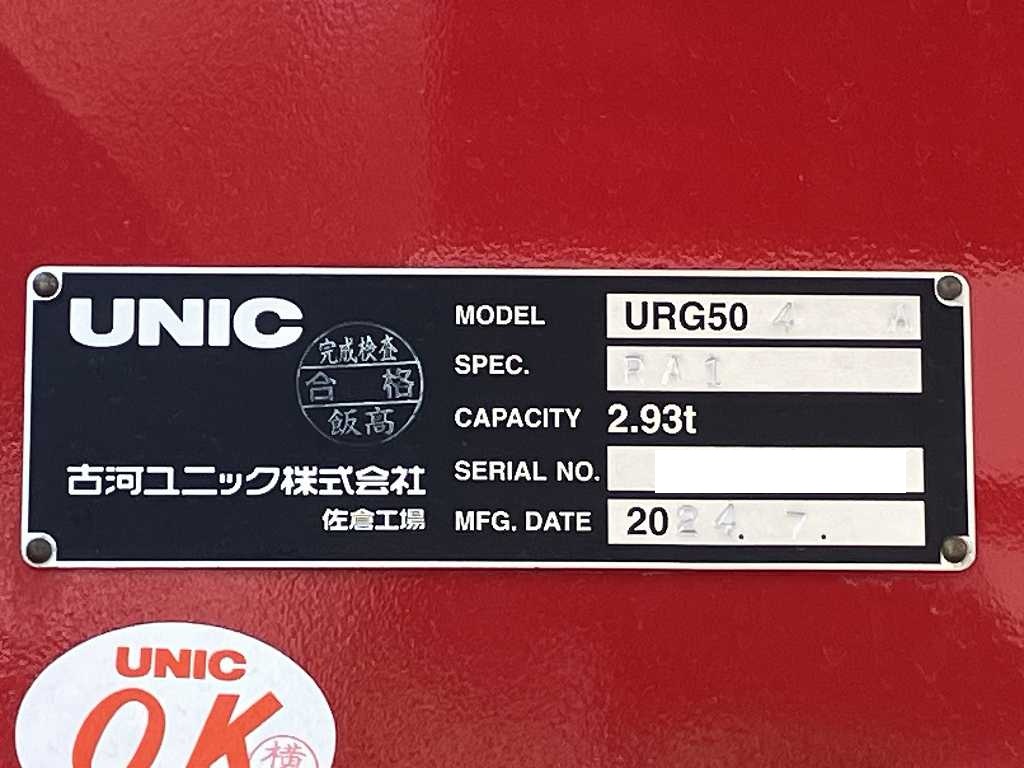 UNIC
完成検査
合格
飯高
古河ユニック株式会社
佐倉工場
MODEL URG50 4 A
SPEC. RA1
CAPACITY 2.93t
SERIAL NO.
MFG. DATE 2024. 7.
UNIC
OK
横